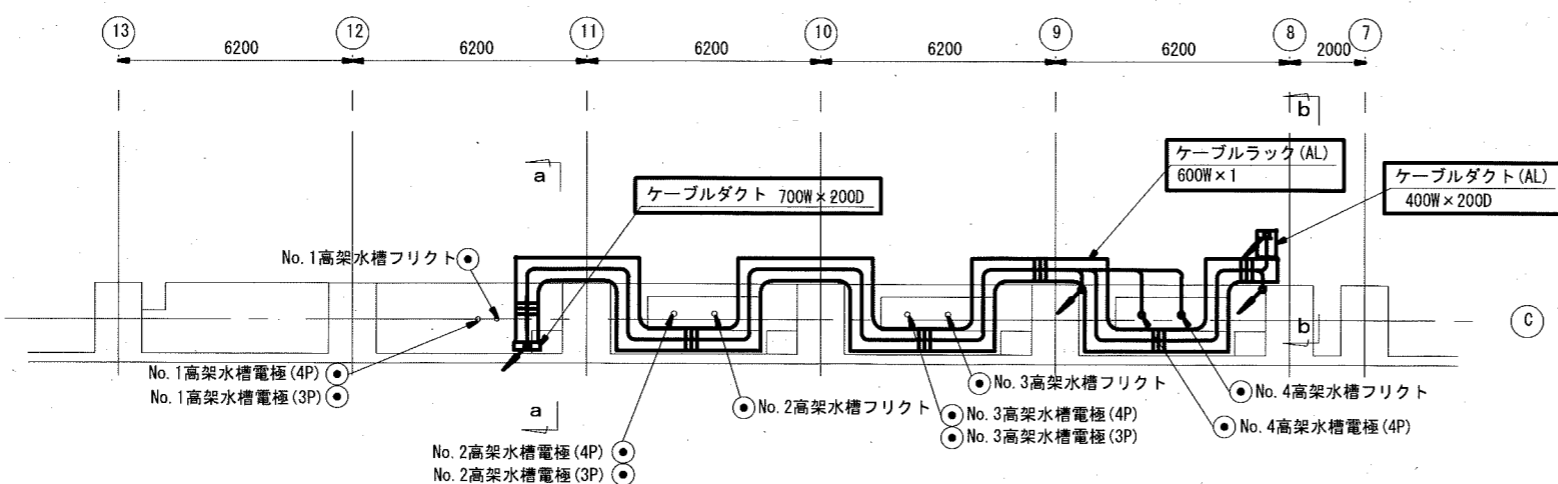 13
12
11
10
9
8
7
6200
6200
6200
6200
6200
2000
b
a
ケーブルラック(AL)
600W×1
ケーブルダクト(AL)
400W×200D
ケーブルダクト 700W×200D
No.1高架水槽フリクト
C
b
No.1高架水槽電極(4P)
No.1高架水槽電極(3P)
No.3高架水槽フリクト
No.4高架水槽フリクト
a
No.2高架水槽フリクト
No.3高架水槽電極(4P)
No.3高架水槽電極(3P)
No.4高架水槽電極(4P)
No.2高架水槽電極(4P)
No.2高架水槽電極(3P)